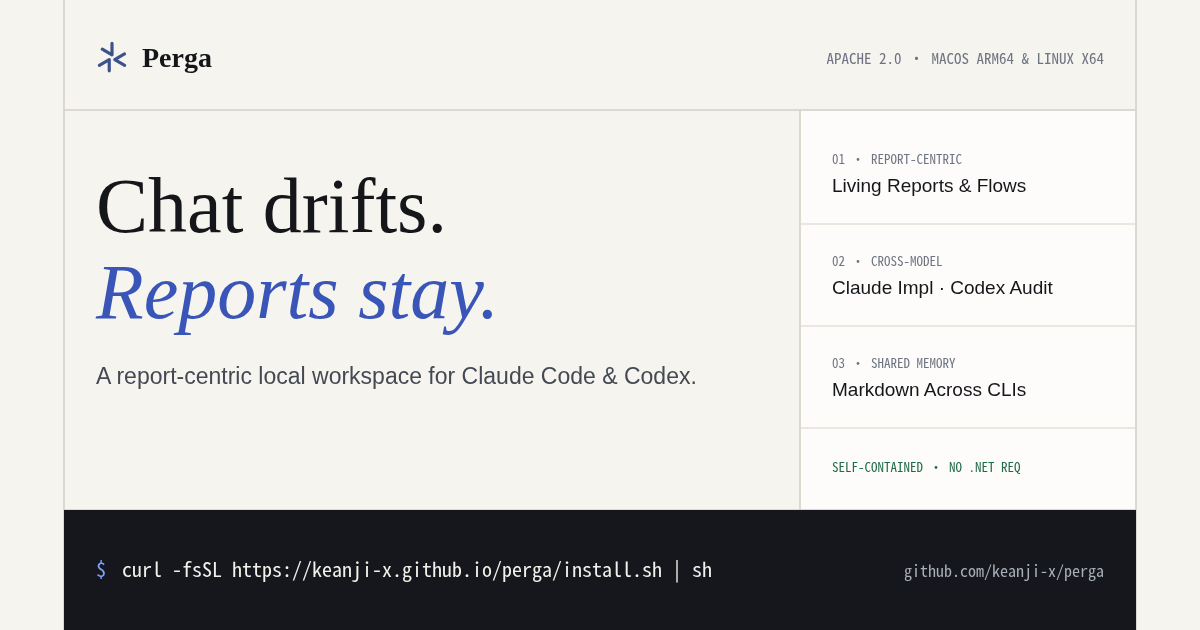 Perga
APACHE 2.0 • MACOS ARM64 & LINUX X64
Chat drifts.
Reports stay.
A report-centric local workspace for Claude Code & Codex.
01 • REPORT-CENTRIC
Living Reports & Flows
02 • CROSS-MODEL
Claude Impl · Codex Audit
03 • SHARED MEMORY
Markdown Across CLIs
SELF-CONTAINED • NO .NET REQ
$ curl -fsSL https://keanji-x.github.io/perga/install.sh | sh
github.com/keanji-x/perga